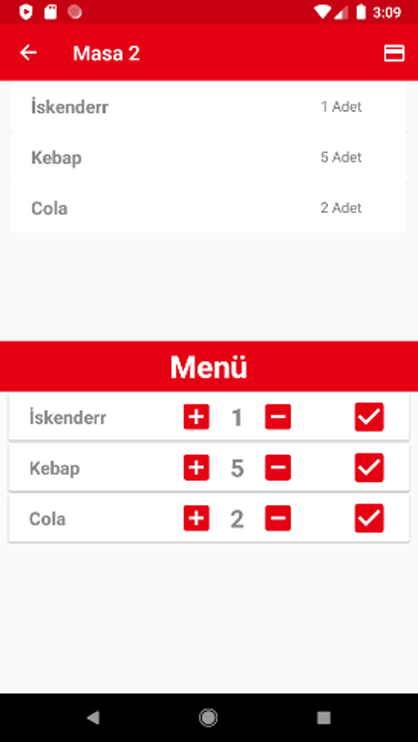 3:09
Masa 2
İskenderr 1 Adet
Kebap 5 Adet
Cola 2 Adet
Menü
İskenderr 1
Kebap 5
Cola 2